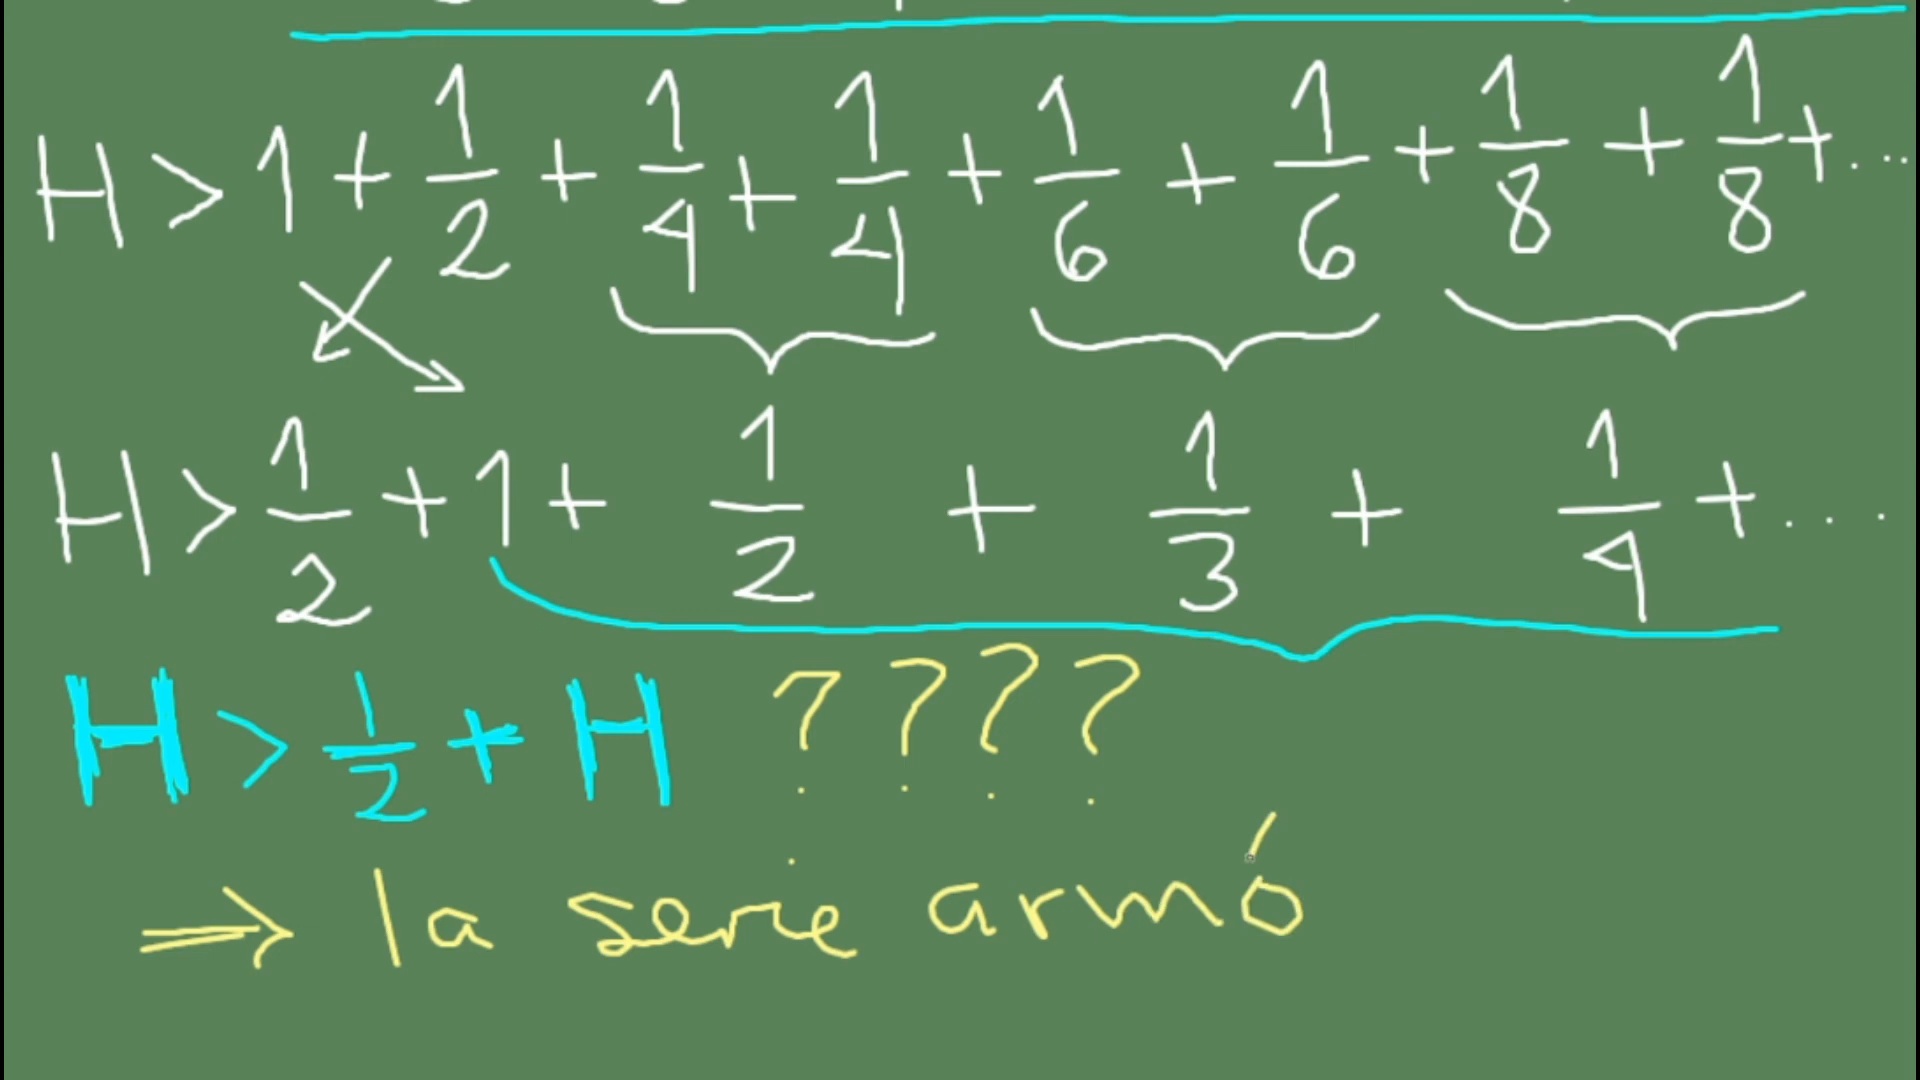 H > 1 + 1/2 + 1/4 + 1/4 + 1/6 + 1/6 + 1/8 + 1/8 + ...
H > 1/2 + 1 + 1/2 + 1/3 + 1/4 + ....
H > 1/2 + H ? ? ? ?
⇒ la serie armó